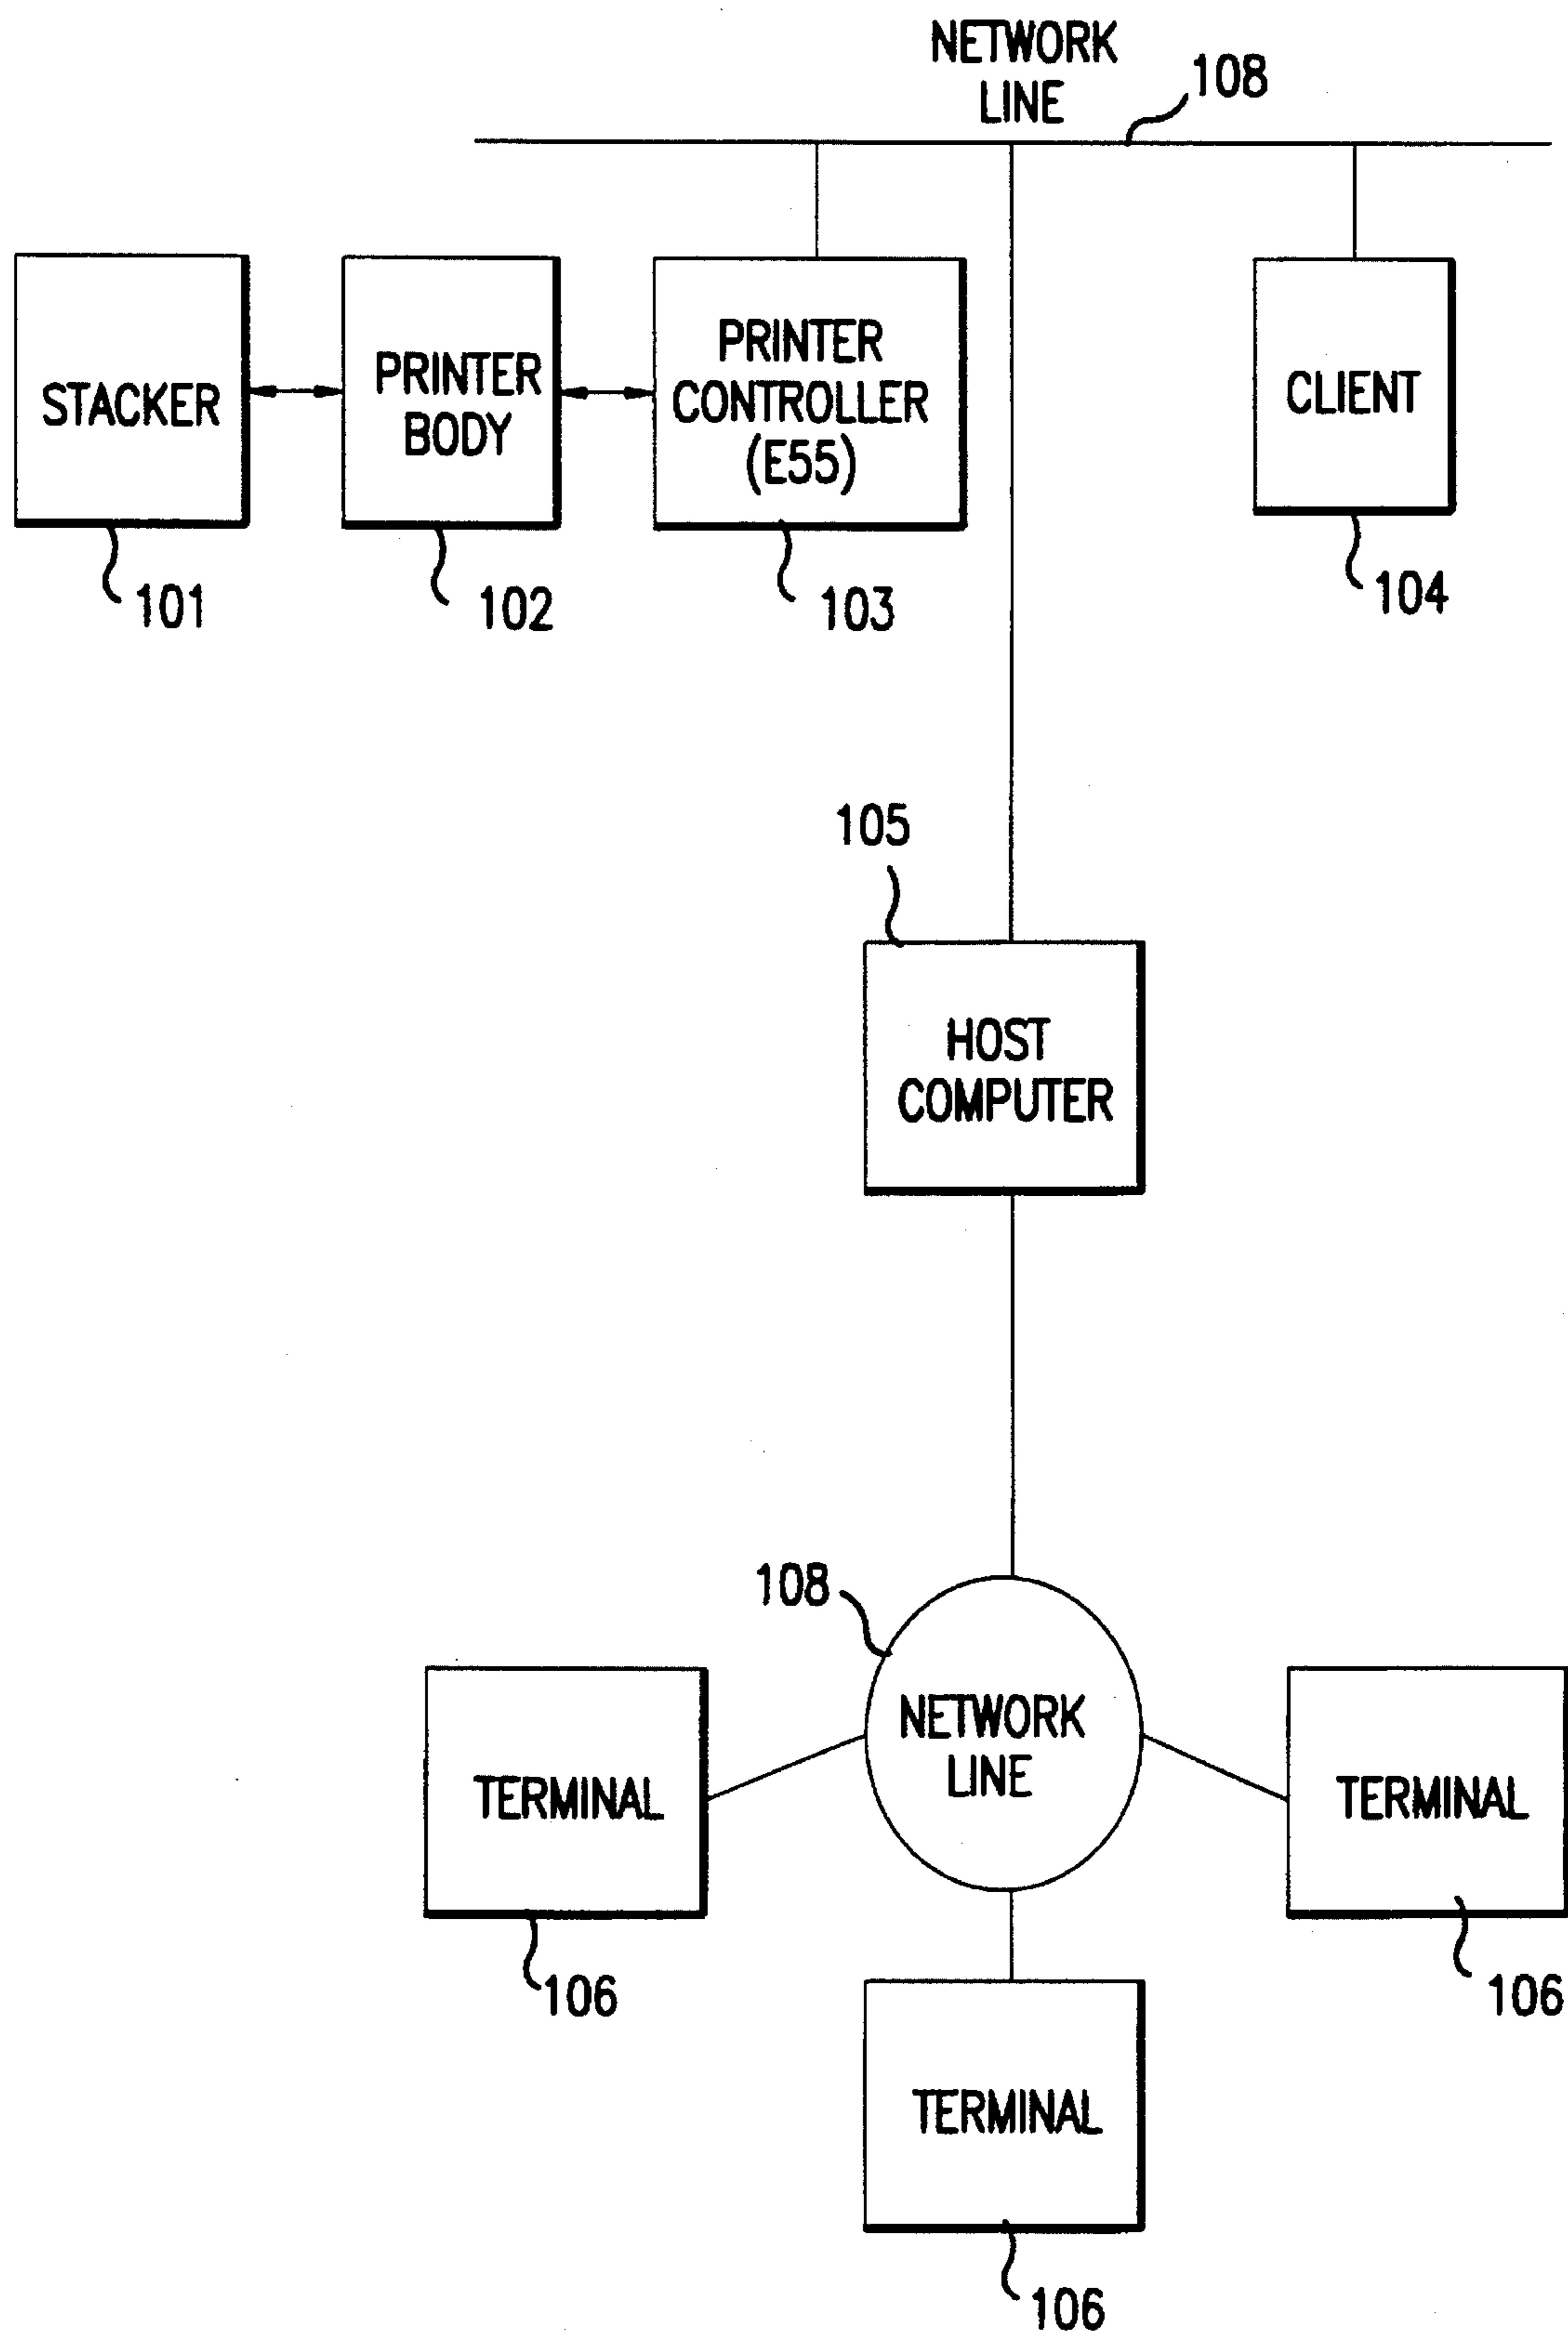 NETWORK
LINE
108
STACKER
PRINTER
BODY
PRINTER
CONTROLLER
(E55)
CLIENT
101
102
103
104
105
HOST
COMPUTER
108
NETWORK
LINE
TERMINAL
TERMINAL
106
106
TERMINAL
106